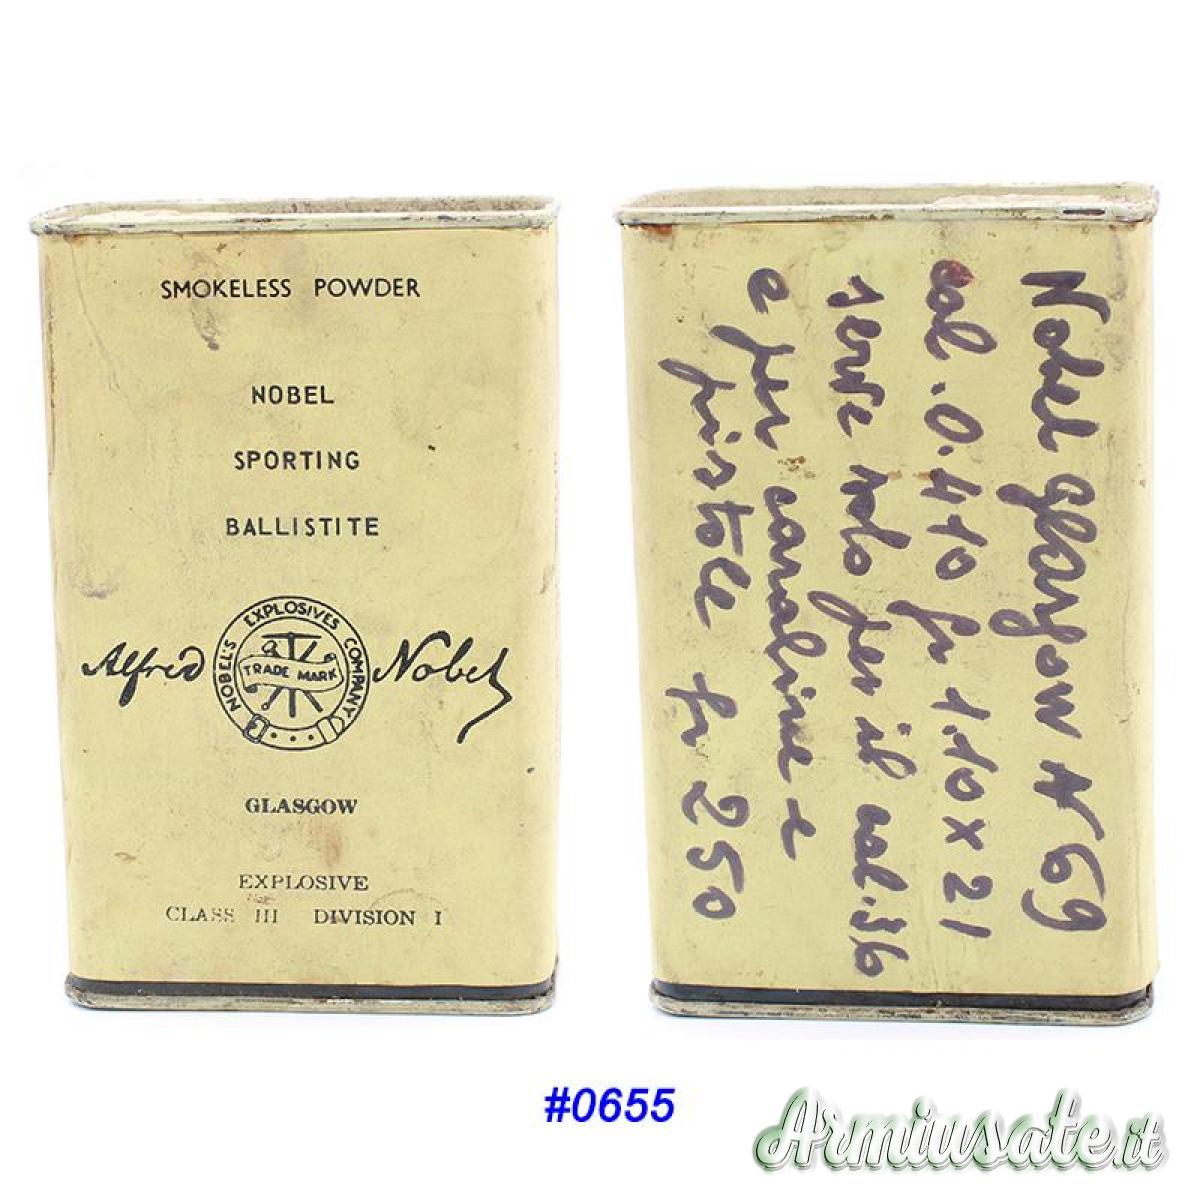 SMOKELESS POWDER
NOBEL
SPORTING
BALLISTITE
Alfred Nobel
NOBEL'S EXPLOSIVES COMPANY
TRADE MARK
GLASGOW
EXPLOSIVE
CLASS III DIVISION I
Nobel Glasgow N 69
cal. 0.410 gr 1.10 x 21
serve solo per il cal. 36
e per carabine e
pistole gr 250
#0655
Armiusate.it